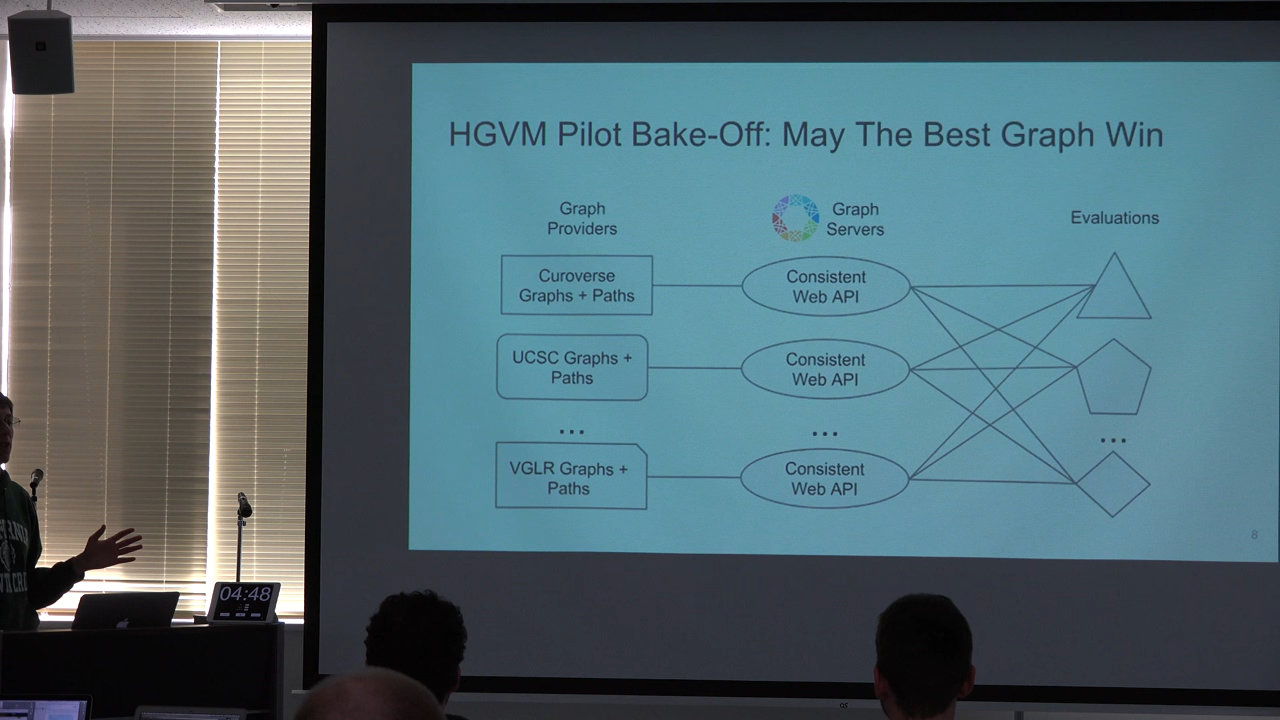 HGVM Pilot Bake-Off: May The Best Graph Win
Graph
Providers
Graph
Servers
Evaluations
Curoverse
Graphs + Paths
Consistent
Web API
UCSC Graphs +
Paths
Consistent
Web API
...
...
...
VGLR Graphs +
Paths
Consistent
Web API
8
04:48